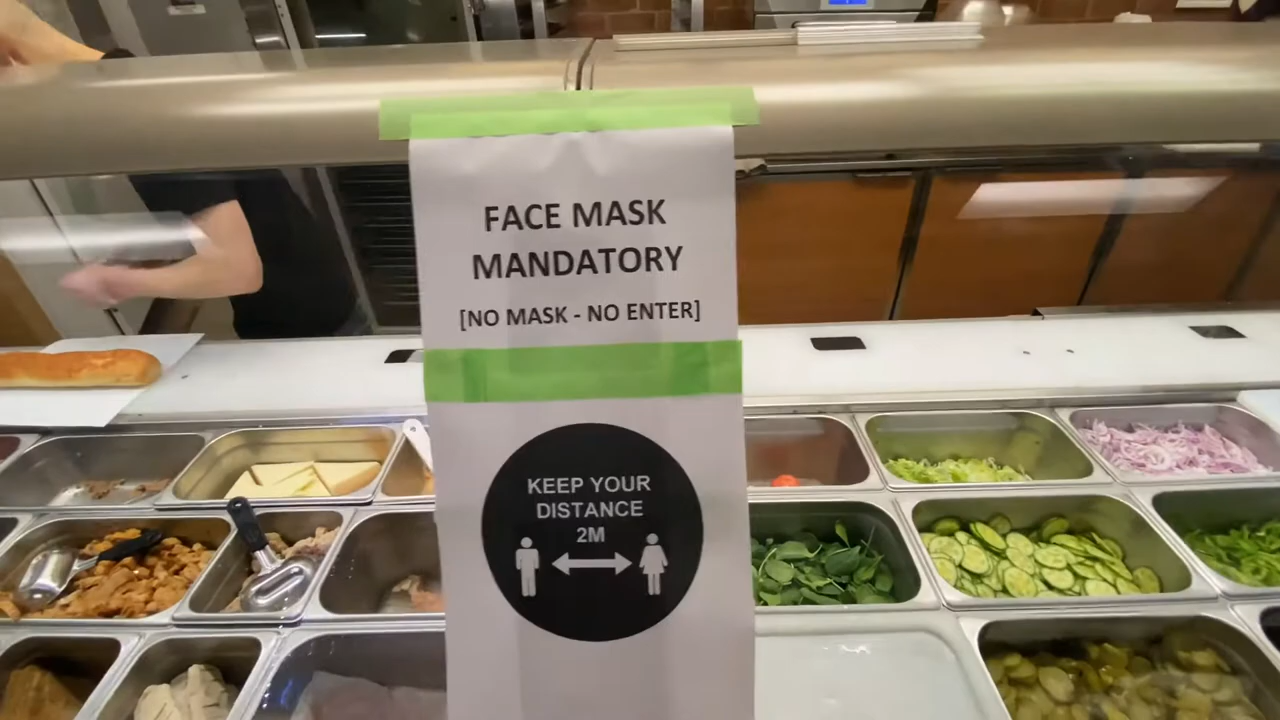 FACE MASK
MANDATORY
[NO MASK - NO ENTER]
KEEP YOUR
DISTANCE
2M